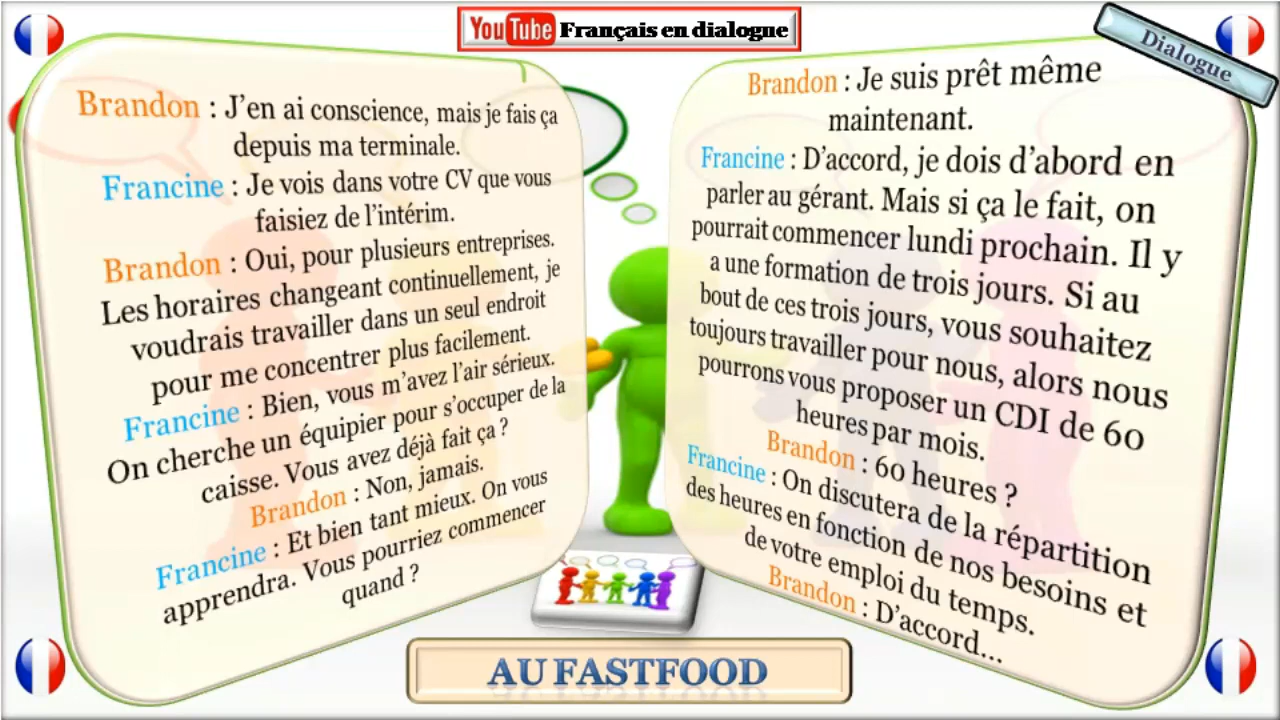 YouTube Français en dialogue
Dialogue
Brandon : J'en ai conscience, mais je fais ça
depuis ma terminale.
Francine : Je vois dans votre CV que vous
faisiez de l'intérim.
Brandon : Oui, pour plusieurs entreprises.
Les horaires changeant continuellement, je
voudrais travailler dans un seul endroit
pour me concentrer plus facilement.
Francine : Bien, vous m'avez l'air sérieux.
On cherche un équipier pour s'occuper de la
caisse. Vous avez déjà fait ça ?
Brandon : Non, jamais.
Francine : Et bien tant mieux. On vous
apprendra. Vous pourriez commencer
quand ?
Brandon : Je suis prêt même
maintenant.
Francine : D'accord, je dois d'abord en
parler au gérant. Mais si ça le fait, on
pourrait commencer lundi prochain. Il y
a une formation de trois jours. Si au
bout de ces trois jours, vous souhaitez
toujours travailler pour nous, alors nous
pourrons vous proposer un CDI de 60
heures par mois.
Brandon : 60 heures ?
Francine : On discutera de la répartition
des heures en fonction de nos besoins et
de votre emploi du temps.
Brandon : D'accord...
AU FASTFOOD